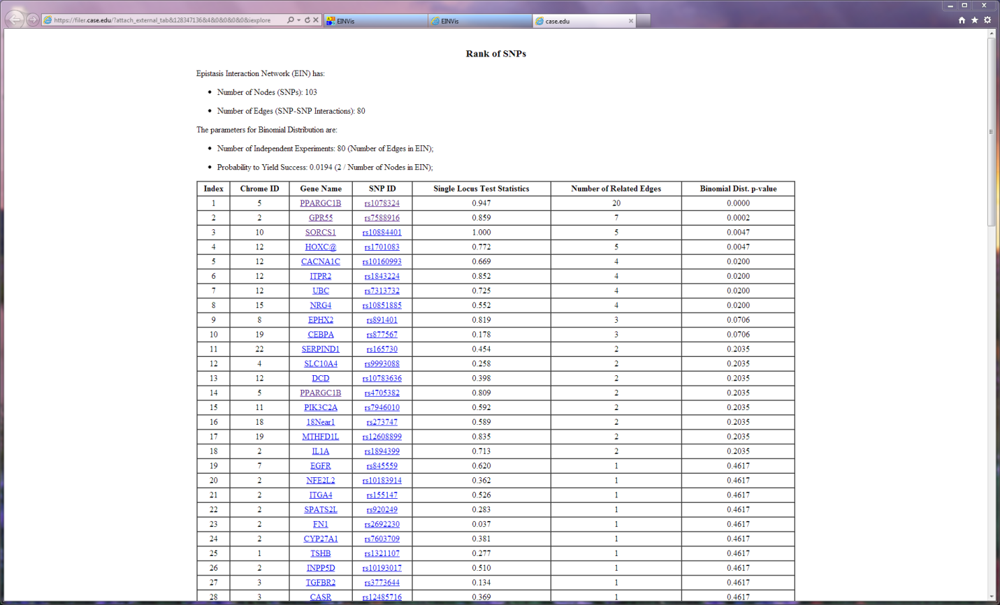 https://filer.case.edu/?attach_external_tab&128347136&4&0&0&0&0&iexplore
EINVis
EINVis
case.edu
Rank of SNPs
Epistasis Interaction Network (EIN) has:
• Number of Nodes (SNPs): 103
• Number of Edges (SNP-SNP Interactions): 80
The parameters for Binomial Distribution are:
• Number of Independent Experiments: 80 (Number of Edges in EIN);
• Probability to Yield Success: 0.0194 (2 / Number of Nodes in EIN);
Index Chrome ID Gene Name SNP ID Single Locus Test Statistics Number of Related Edges Binomial Dist. p-value
1 5 PPARGC1B rs1078324 0.947 20 0.0000
2 2 GPR55 rs7588916 0.859 7 0.0002
3 10 SORCS1 rs10884401 1.000 5 0.0047
4 12 HOXC@ rs1701083 0.772 5 0.0047
5 12 CACNA1C rs10160993 0.669 4 0.0200
6 12 ITPR2 rs1843224 0.852 4 0.0200
7 12 UBC rs7313732 0.725 4 0.0200
8 15 NRG4 rs10851885 0.552 4 0.0200
9 8 EPHX2 rs891401 0.819 3 0.0706
10 19 CEBPA rs877567 0.178 3 0.0706
11 22 SERPIND1 rs165730 0.454 2 0.2035
12 4 SLC10A4 rs9993088 0.258 2 0.2035
13 12 DCD rs10783636 0.398 2 0.2035
14 5 PPARGC1B rs4705382 0.809 2 0.2035
15 11 PIK3C2A rs7946010 0.592 2 0.2035
16 18 18Near1 rs273747 0.589 2 0.2035
17 19 MTHFD1L rs12608899 0.835 2 0.2035
18 2 IL1A rs1894399 0.713 2 0.2035
19 7 EGFR rs845559 0.620 1 0.4617
20 2 NFE2L2 rs10183914 0.362 1 0.4617
21 2 ITGA4 rs155147 0.526 1 0.4617
22 2 SPATS2L rs920249 0.283 1 0.4617
23 2 FN1 rs2692230 0.037 1 0.4617
24 2 CYP27A1 rs7603709 0.381 1 0.4617
25 1 TSHB rs1321107 0.277 1 0.4617
26 2 INPP5D rs10193017 0.510 1 0.4617
27 3 TGFBR2 rs3773644 0.134 1 0.4617
28 3 CASR rs12485716 0.369 1 0.4617